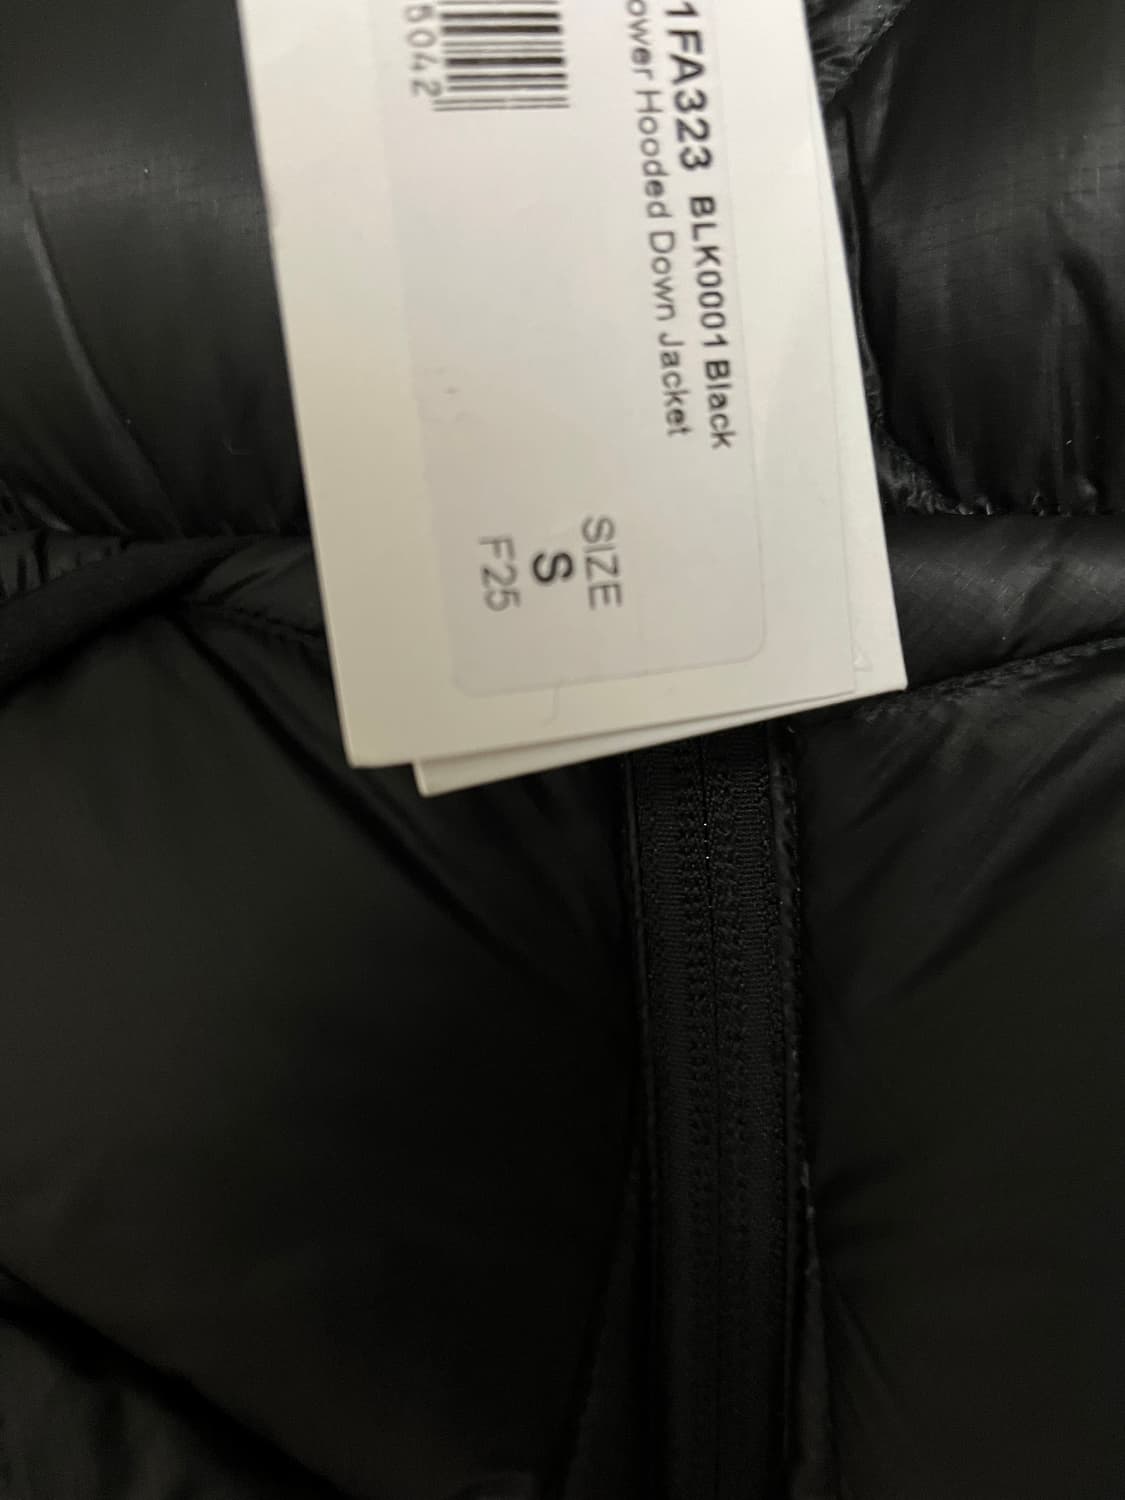 1FA323 BLK0001 Black
ower Hooded Down Jacket
SIZE
S
F25
5042